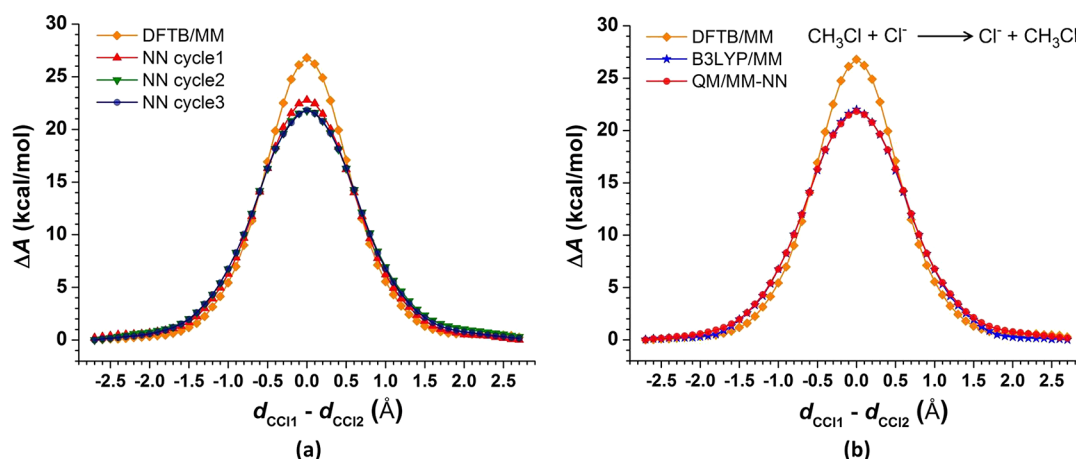 30
25
20
15
10
5
0
ΔA (kcal/mol)
DFTB/MM
NN cycle1
NN cycle2
NN cycle3
-2.5 -2.0 -1.5 -1.0 -0.5 0.0 0.5 1.0 1.5 2.0 2.5
dCCl1 - dCCl2 (Å)
(a)
30
25
20
15
10
5
0
ΔA (kcal/mol)
DFTB/MM
B3LYP/MM
QM/MM-NN
CH3Cl + Cl- ⟶ Cl- + CH3Cl
-2.5 -2.0 -1.5 -1.0 -0.5 0.0 0.5 1.0 1.5 2.0 2.5
dCCl1 - dCCl2 (Å)
(b)